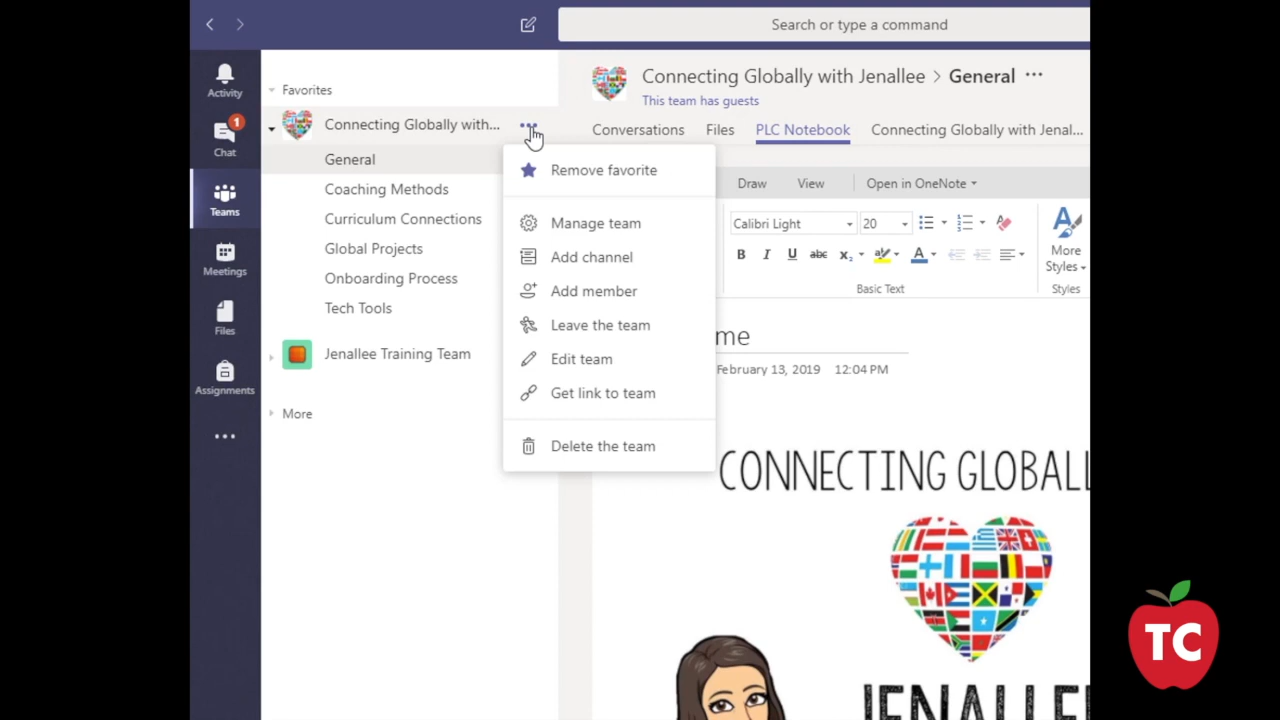 Search or type a command
Activity
1
Chat
Teams
Meetings
Files
Assignments
Favorites
Connecting Globally with...
General
Coaching Methods
Curriculum Connections
Global Projects
Onboarding Process
Tech Tools
Jenallee Training Team
More
Remove favorite
Manage team
Add channel
Add member
Leave the team
Edit team
Get link to team
Delete the team
Connecting Globally with Jenallee > General
This team has guests
Conversations Files PLC Notebook Connecting Globally with Jenal...
Draw View Open in OneNote
Calibri Light 20
B I U abc x₂ ab A
Basic Text
A
More
Styles
Styles
me
February 13, 2019 12:04 PM
CONNECTING GLOBALL
JENALLEE
TC